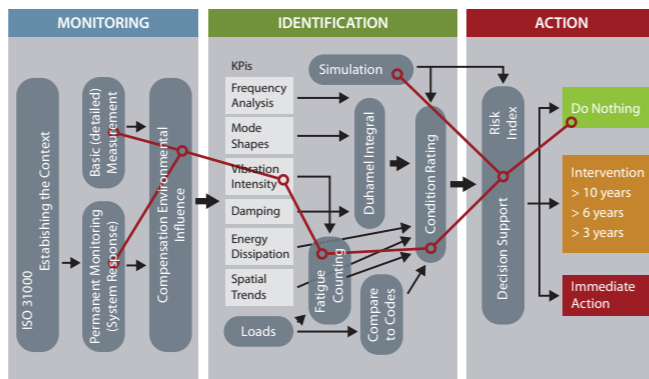 MONITORING
ISO 31000
Establishing the Context
Basic (detailed)
Measurement
Permanent Monitoring
(System Response)
Compensation Environmental
Influence
IDENTIFICATION
KPis
Frequency
Analysis
Mode
Shapes
Vibration
Intensity
Damping
Energy
Dissipation
Spatial
Trends
Loads
Simulation
Duhamel Integral
Fatigue
Counting
Condition Rating
Compare
to Codes
ACTION
Risk
Index
Decision Support
Do Nothing
Intervention
> 10 years
> 6 years
> 3 years
Immediate
Action